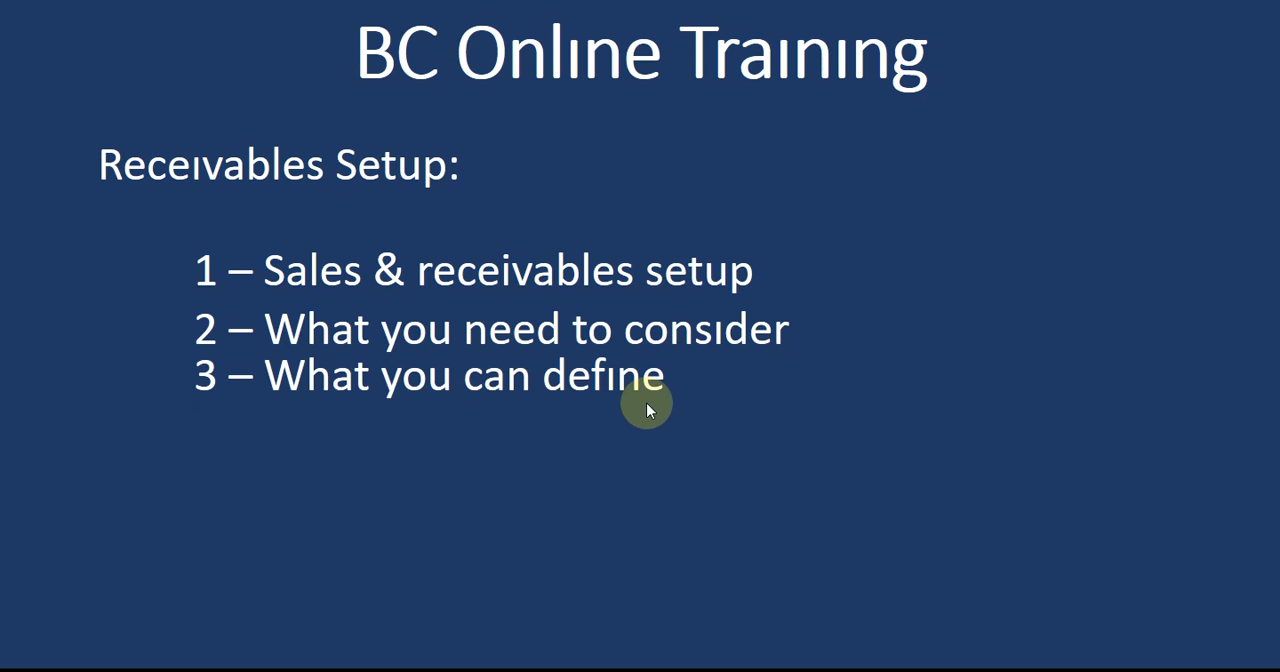 BC Online Training
Receivables Setup:
1 – Sales & receivables setup
2 – What you need to consider
3 – What you can define